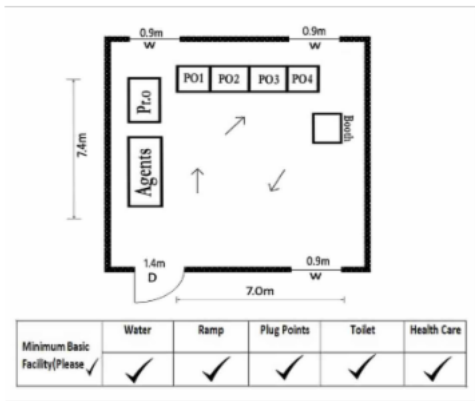 0.9m
W
0.9m
W
PO1 PO2 PO3 PO4
Pr.o
Booth
7.4m
Agents
1.4m
D
0.9m
W
7.0m
Water Ramp Plug Points Toilet Health Care
Minimum Basic
Facility(Please ✓ ✓ ✓ ✓ ✓ ✓